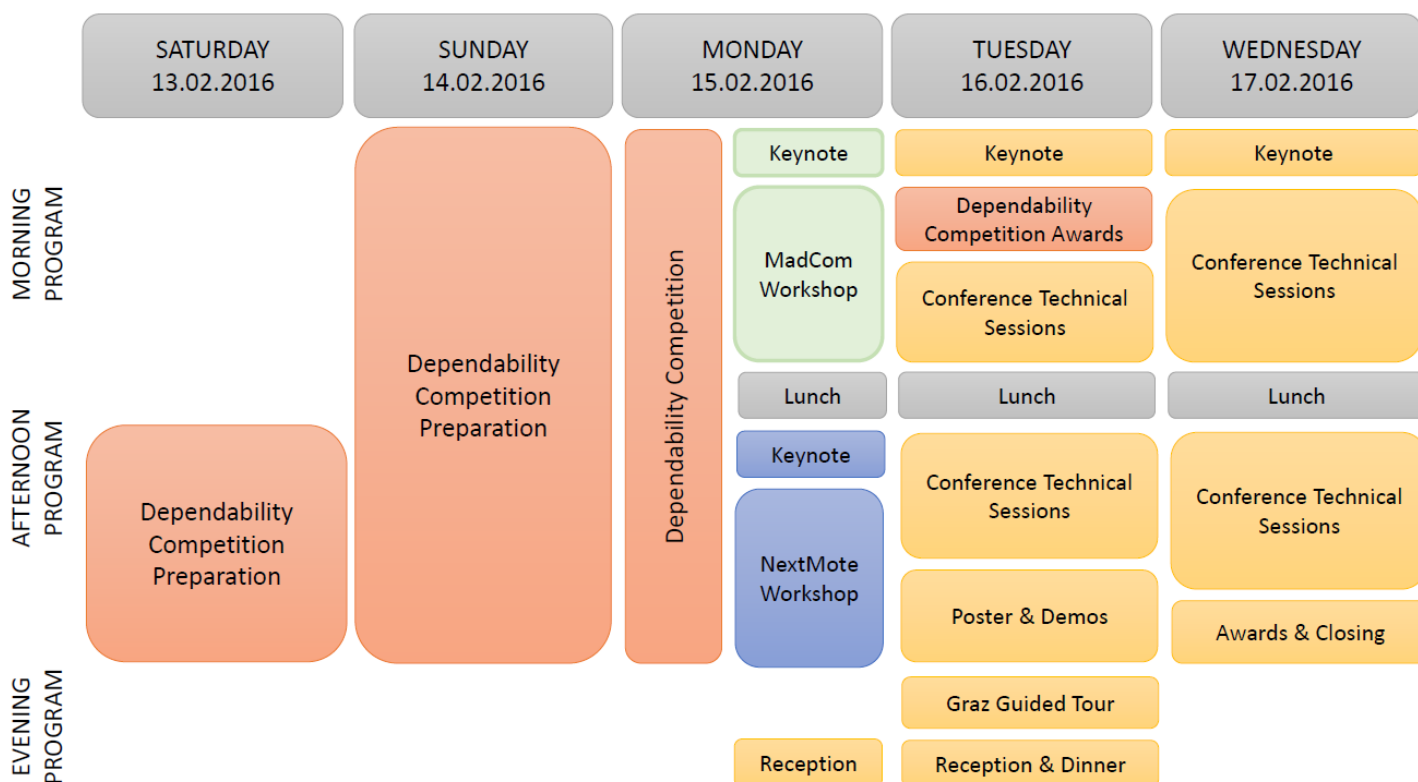 SATURDAY
13.02.2016
SUNDAY
14.02.2016
MONDAY
15.02.2016
TUESDAY
16.02.2016
WEDNESDAY
17.02.2016
MORNING
PROGRAM
AFTERNOON
PROGRAM
EVENING
PROGRAM
Dependability
Competition
Preparation
Dependability
Competition
Preparation
Dependability Competition
Keynote
MadCom
Workshop
Lunch
Keynote
NextMote
Workshop
Reception
Keynote
Dependability
Competition Awards
Conference Technical
Sessions
Lunch
Conference Technical
Sessions
Poster & Demos
Graz Guided Tour
Reception & Dinner
Keynote
Conference Technical
Sessions
Lunch
Conference Technical
Sessions
Awards & Closing